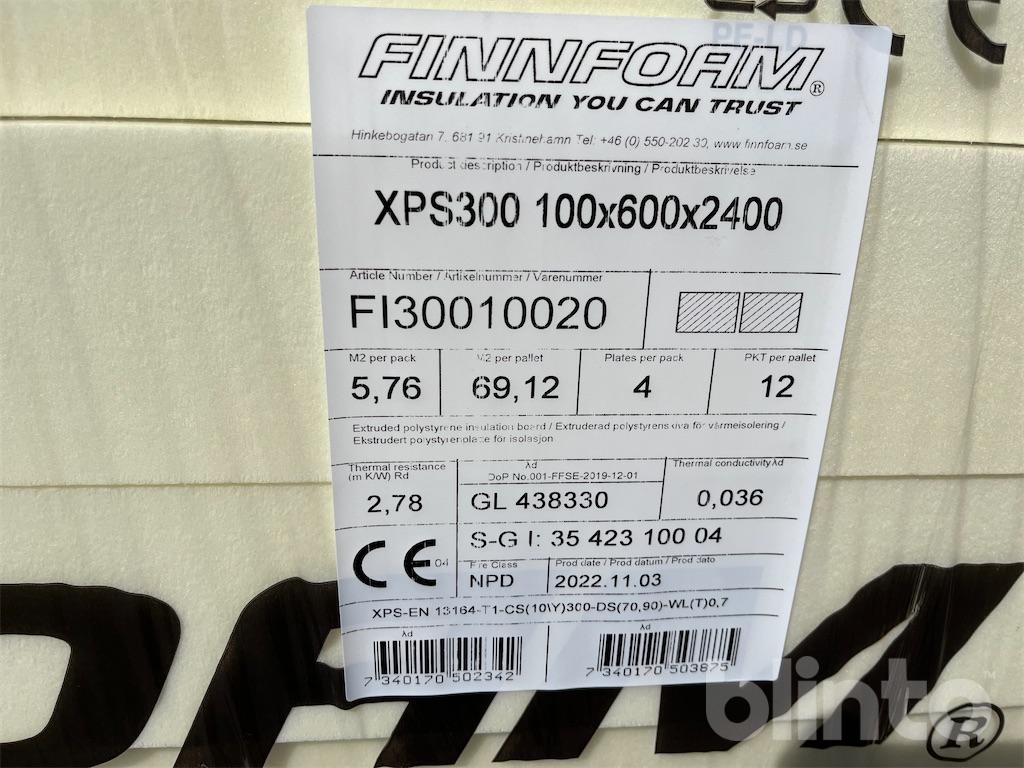 PE-LD
FINNFOAM®
INSULATION YOU CAN TRUST
Hinkebogatan 7, 681 91 Kristinehamn Tel: +46 (0) 550-202 30, www.finnfoam.se
Product description / Produktbeskrivning / Produktbeskrivelse
XPS300 100x600x2400
Article Number / Artikelnummer / Varenummer
FI30010020
M2 per pack M2 per pallet Plates per pack PKT per pallet
5,76 69,12 4 12
Extruded polystyrene insulation board / Extruderad polystyrenskiva för värmeisolering /
Ekstrudert polystyrenplate för isolasjon
Thermal resistance λd Thermal conductivity λd
(m K/W) Rd DoP No.001-FFSE-2019-12-01
2,78 GL 438330 0,036
S-G I: 35 423 100 04
CE 04 Fire Class Prod date / Prod datum / Prod dato
NPD 2022.11.03
XPS-EN 13164-T1-CS(10\Y)300-DS(70,90)-WL(T)0,7
λd λd
7 340170 502342 7 340170 503875
blinto™
®